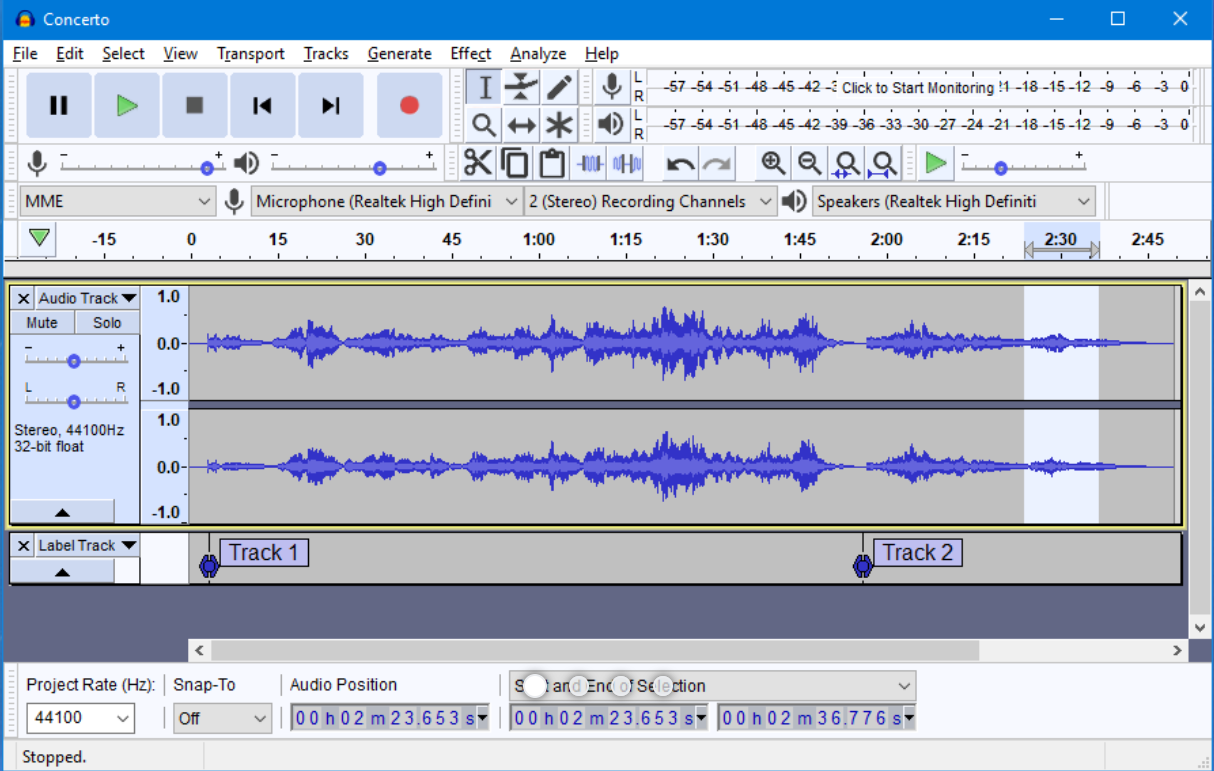 Concerto
File Edit Select View Transport Tracks Generate Effect Analyze Help
L
R
-57 -54 -51 -48 -45 -42 -3 Click to Start Monitoring !1 -18 -15 -12 -9 -6 -3 0
L
R
-57 -54 -51 -48 -45 -42 -39 -36 -33 -30 -27 -24 -21 -18 -15 -12 -9 -6 -3 0
- + - + - +
MME Microphone (Realtek High Defini 2 (Stereo) Recording Channels Speakers (Realtek High Definiti
-15 0 15 30 45 1:00 1:15 1:30 1:45 2:00 2:15 2:30 2:45
Audio Track
Mute Solo
- +
L R
Stereo, 44100Hz
32-bit float
1.0
0.0-
-1.0
1.0
0.0-
-1.0
Label Track
Track 1 Track 2
Project Rate (Hz): Snap-To Audio Position and End of Selection
44100 Off 00 h 02 m 23.653 s 00 h 02 m 23.653 s 00 h 02 m 36.776 s
Stopped.